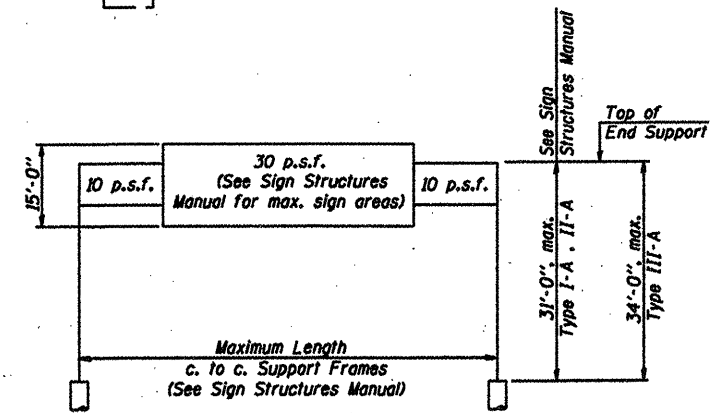 See Sign
Structures Manual
Top of
End Support
15'-0"
10 p.s.f.
30 p.s.f.
(See Sign Structures
Manual for max. sign areas)
10 p.s.f.
31'-0", max.
Type I-A , II-A
34'-0", max.
Type III-A
Maximum Length
c. to c. Support Frames
(See Sign Structures Manual)